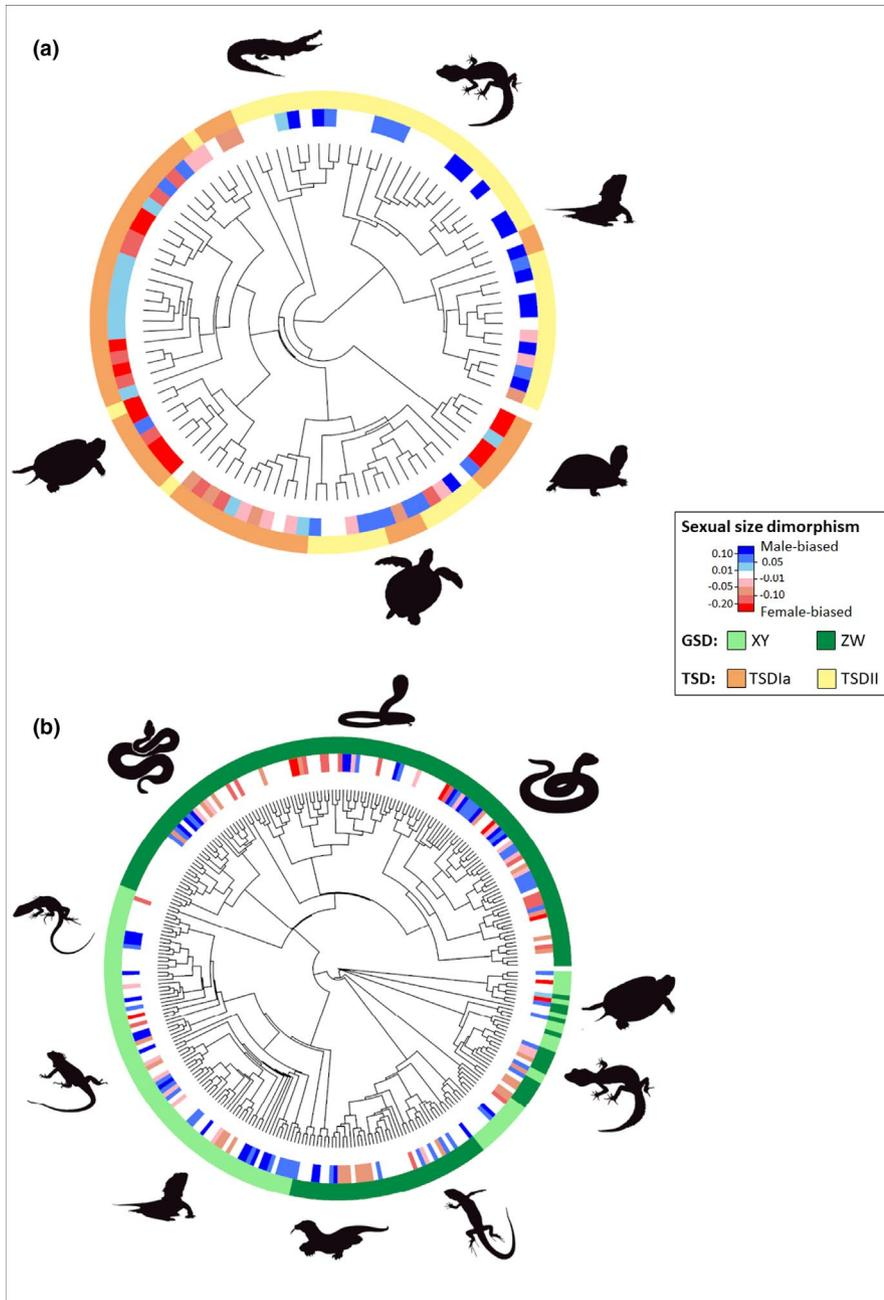 (a)
Sexual size dimorphism
0.10 Male-biased
0.05
0.01
-0.01
-0.05
-0.10
-0.20
Female-biased
GSD: XY ZW
TSD: TSDIa TSDII
(b)